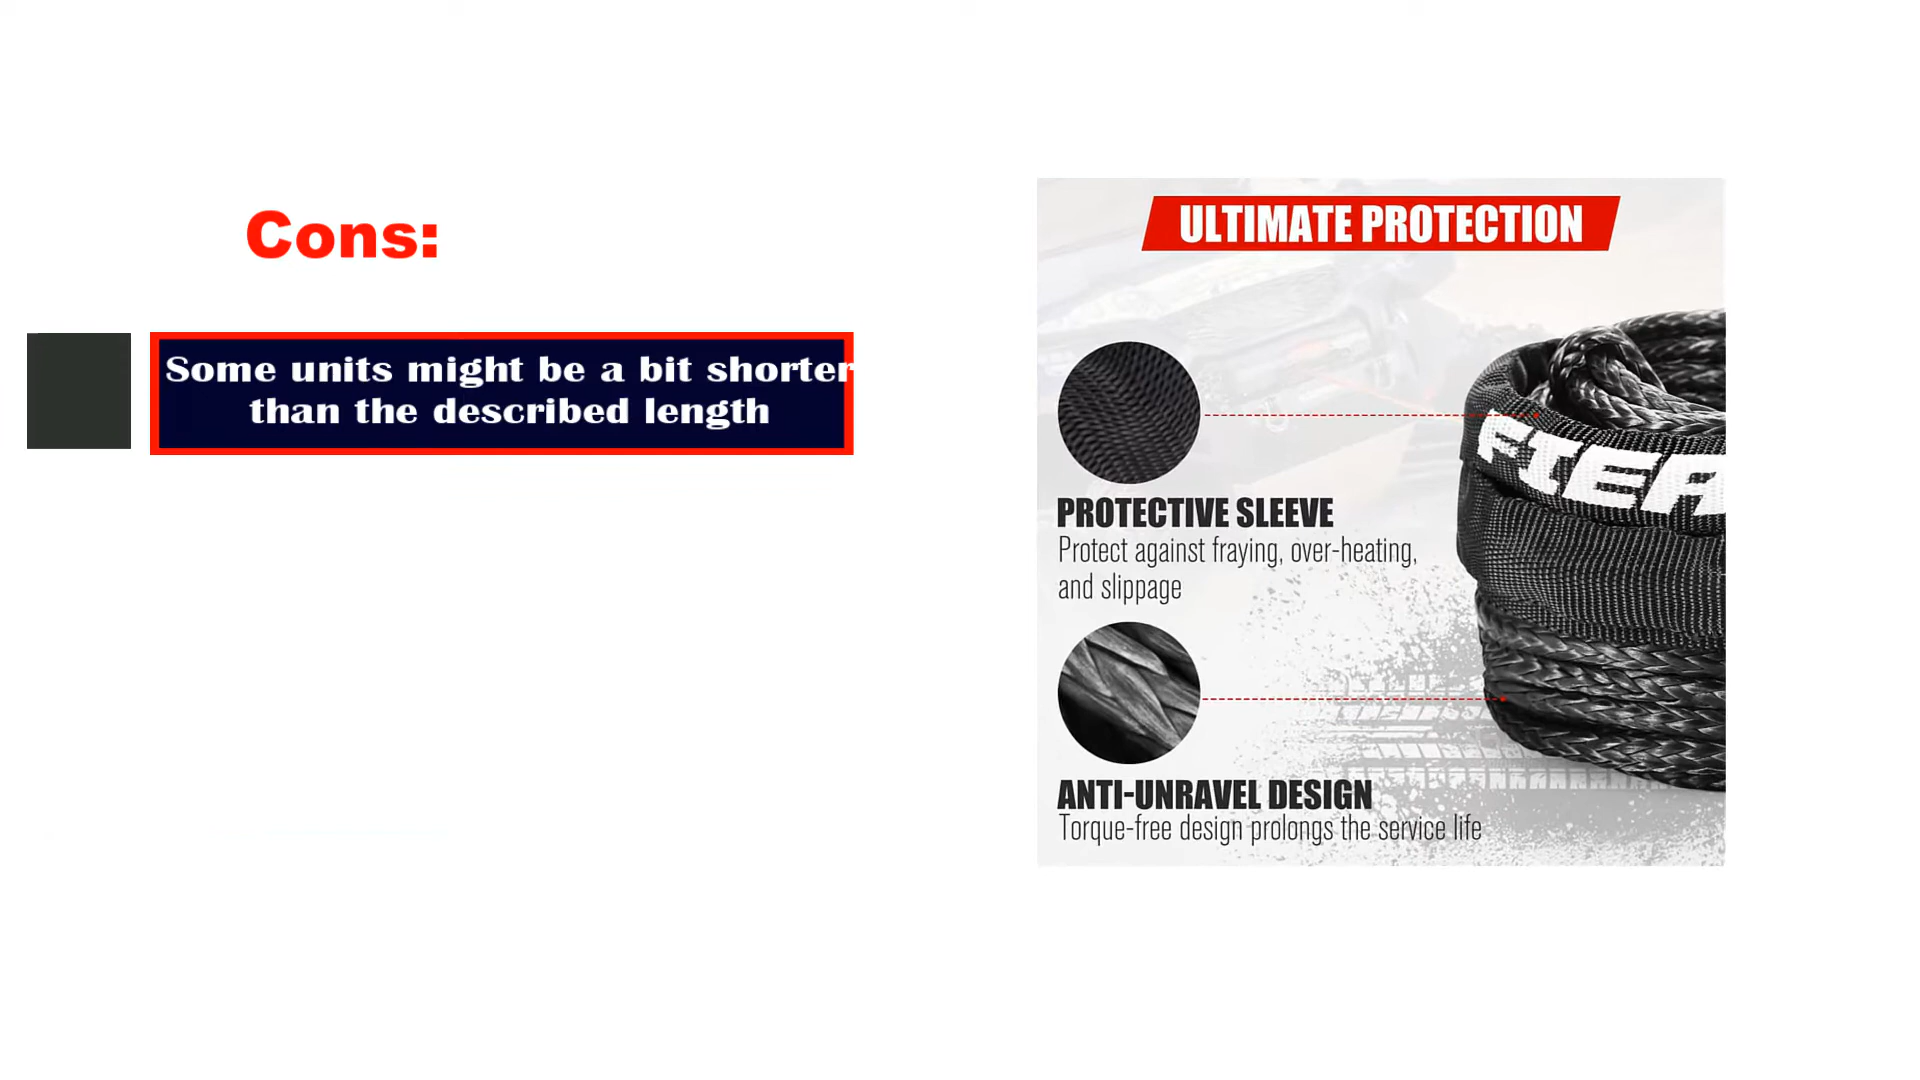 Cons:
Some units might be a bit shorter
than the described length
ULTIMATE PROTECTION
PROTECTIVE SLEEVE
Protect against fraying, over-heating,
and slippage
ANTI-UNRAVEL DESIGN
Torque-free design prolongs the service life